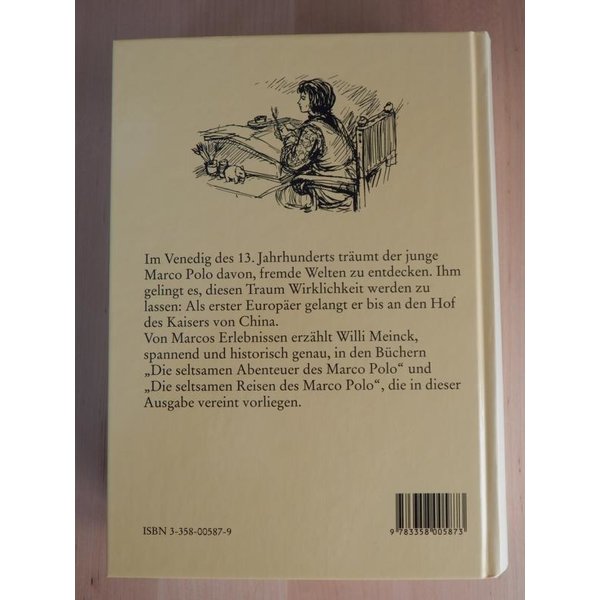 Im Venedig des 13. Jahrhunderts träumt der junge
Marco Polo davon, fremde Welten zu entdecken. Ihm
gelingt es, diesen Traum Wirklichkeit werden zu
lassen: Als erster Europäer gelangt er bis an den Hof
des Kaisers von China.
Von Marcos Erlebnissen erzählt Willi Meinck,
spannend und historisch genau, in den Büchern
„Die seltsamen Abenteuer des Marco Polo“ und
„Die seltsamen Reisen des Marco Polo“, die in dieser
Ausgabe vereint vorliegen.
ISBN 3-358-00587-9
9 783358 005873